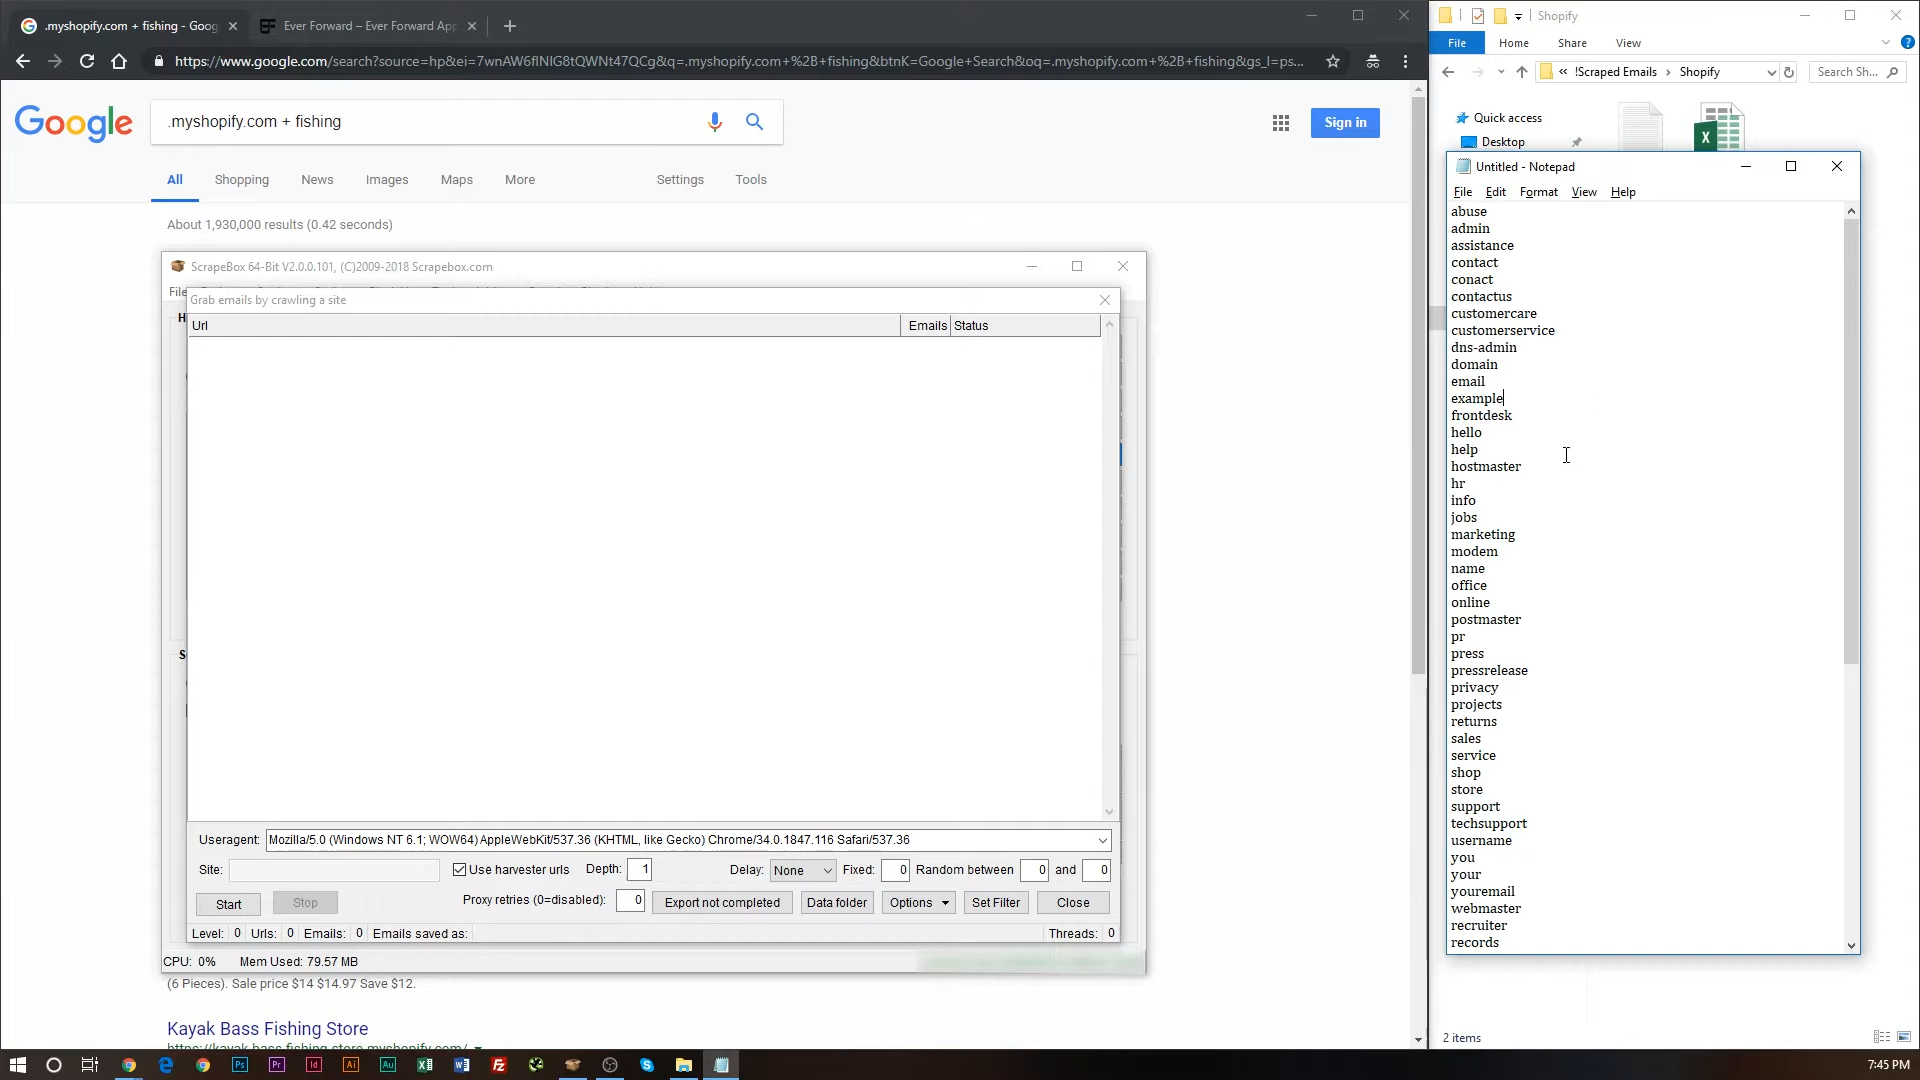 .myshopify.com + fishing - Goog
Ever Forward – Ever Forward App
https://www.google.com/search?source=hp&ei=7wnAW6flNIG8tQWNt47QCg&q=.myshopify.com+%2B+fishing&btnK=Google+Search&oq=.myshopify.com+%2B+fishing&gs_l=ps...
Google
.myshopify.com + fishing
Sign in
All
Shopping
News
Images
Maps
More
Settings
Tools
About 1,930,000 results (0.42 seconds)
ScrapeBox 64-Bit V2.0.0.101, (C)2009-2018 Scrapebox.com
File
Grab emails by crawling a site
H
Url
Emails
Status
S
Useragent:
Mozilla/5.0 (Windows NT 6.1; WOW64) AppleWebKit/537.36 (KHTML, like Gecko) Chrome/34.0.1847.116 Safari/537.36
Site:
Use harvester urls
Depth: 1
Delay: None
Fixed: 0
Random between 0 and 0
Start
Stop
Proxy retries (0=disabled): 0
Export not completed
Data folder
Options
Set Filter
Close
Level: 0 Urls: 0 Emails: 0 Emails saved as:
Threads: 0
CPU: 0% Mem Used: 79.57 MB
(6 Pieces). Sale price $14 $14.97 Save $12.
Kayak Bass Fishing Store
https://kayak-bass-fishing-store.myshopify.com/
Shopify
File
Home
Share
View
« !Scraped Emails › Shopify
Search Sh...
Quick access
Desktop
Untitled - Notepad
File
Edit
Format
View
Help
abuse
admin
assistance
contact
conact
contactus
customercare
customerservice
dns-admin
domain
email
example
frontdesk
hello
help
hostmaster
hr
info
jobs
marketing
modem
name
office
online
postmaster
pr
press
pressrelease
privacy
projects
returns
sales
service
shop
store
support
techsupport
username
you
your
youremail
webmaster
recruiter
records
2 items
7:45 PM